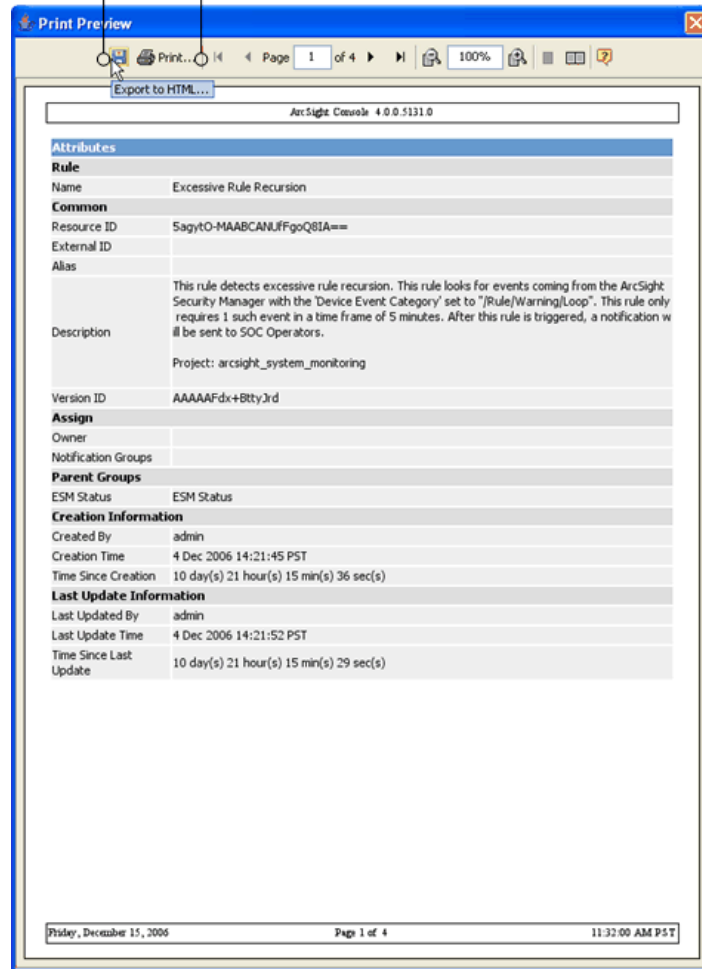 Print Preview
Print... Page 1 of 4 100%
Export to HTML...
ArcSight Console 4.0.0.5131.0
Attributes
Rule
Name Excessive Rule Recursion
Common
Resource ID 5agytO-MAABCANUfFgoQ8IA==
External ID
Alias
This rule detects excessive rule recursion. This rule looks for events coming from the ArcSight
Security Manager with the 'Device Event Category' set to "/Rule/Warning/Loop". This rule only
requires 1 such event in a time frame of 5 minutes. After this rule is triggered, a notification w
Description ill be sent to SOC Operators.
Project: arcsight_system_monitoring
Version ID AAAAAFdx+BttyJrd
Assign
Owner
Notification Groups
Parent Groups
ESM Status ESM Status
Creation Information
Created By admin
Creation Time 4 Dec 2006 14:21:45 PST
Time Since Creation 10 day(s) 21 hour(s) 15 min(s) 36 sec(s)
Last Update Information
Last Updated By admin
Last Update Time 4 Dec 2006 14:21:52 PST
Time Since Last
Update 10 day(s) 21 hour(s) 15 min(s) 29 sec(s)
Friday, December 15, 2006 Page 1 of 4 11:32:00 AM PST